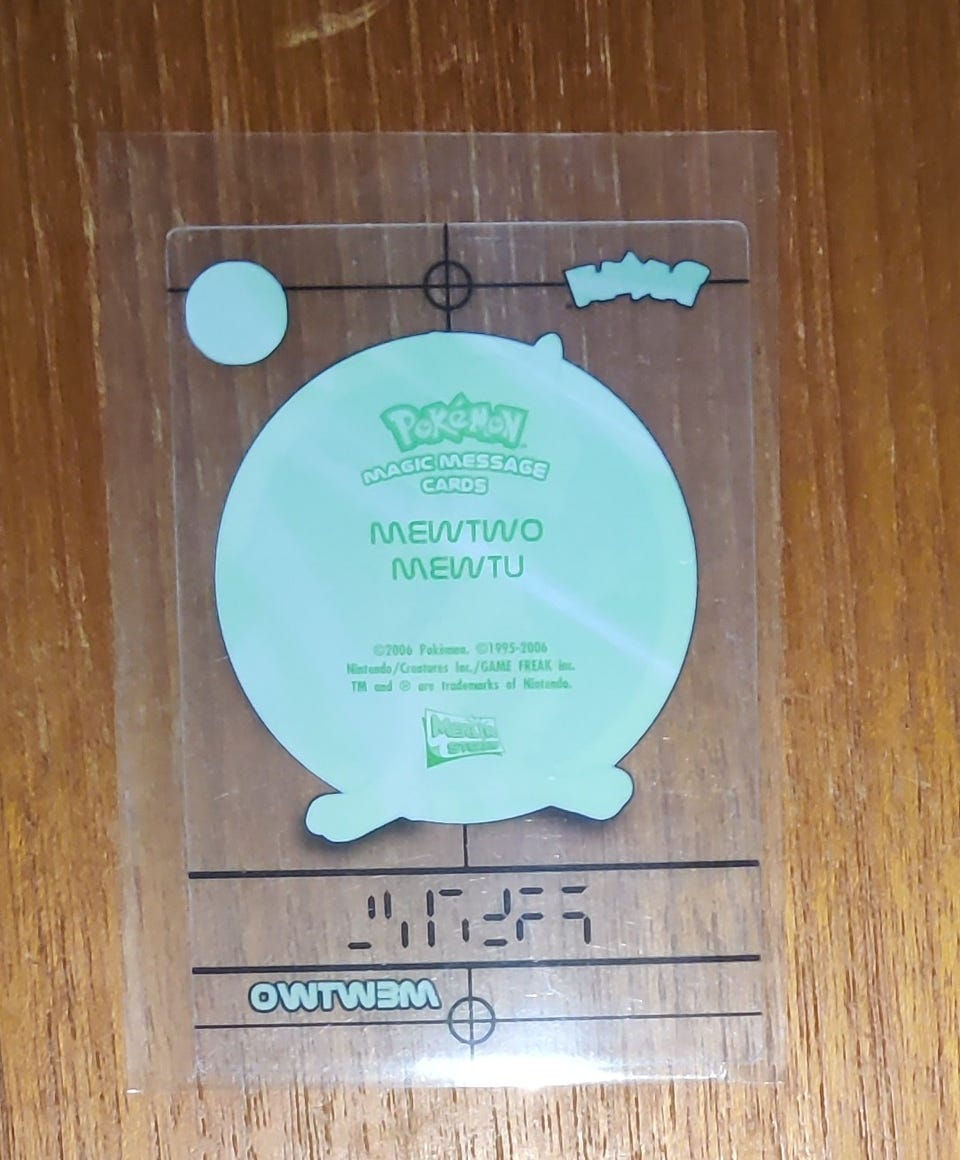 POKéMON
MAGIC MESSAGE
CARDS
MEWTWO
MEWTU
©2006 Pokémon. ©1995-2006
Nintendo/Creatures Inc./GAME FREAK inc.
TM and ® are trademarks of Nintendo.
MERLIN
MEWTWO